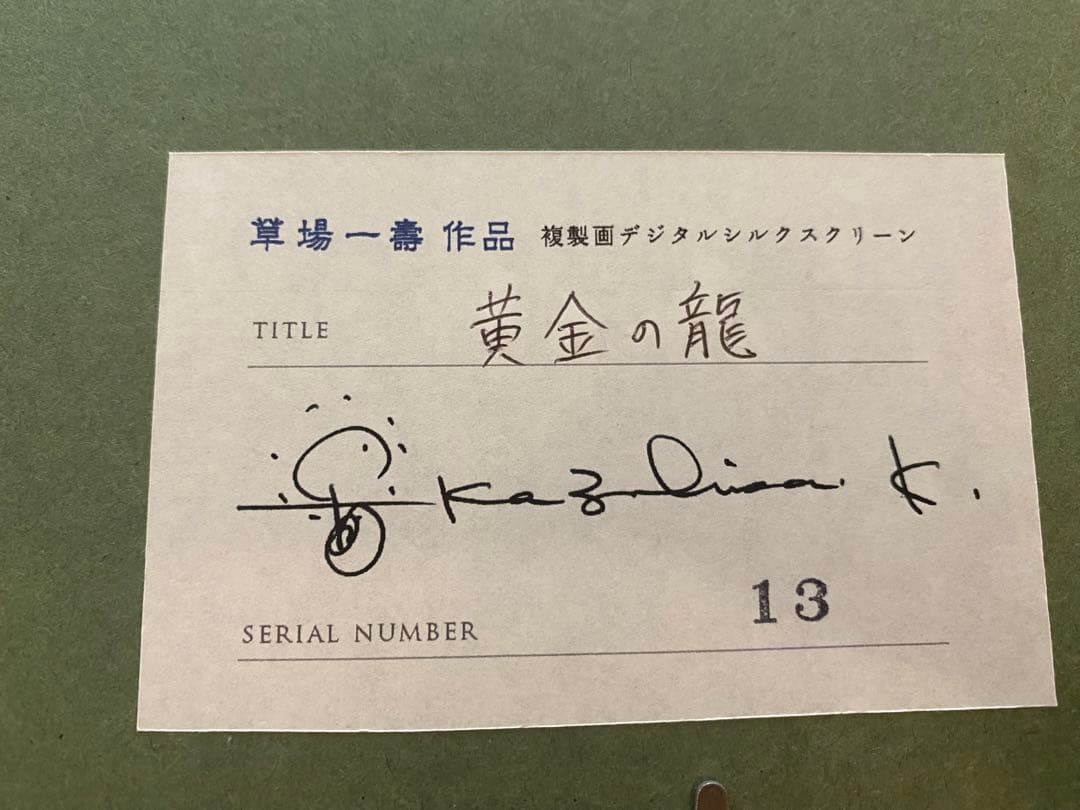 草場一壽 作品 複製画デジタルシルクスクリーン
TITLE 黄金の龍
Kazuhisa. K.
SERIAL NUMBER 13